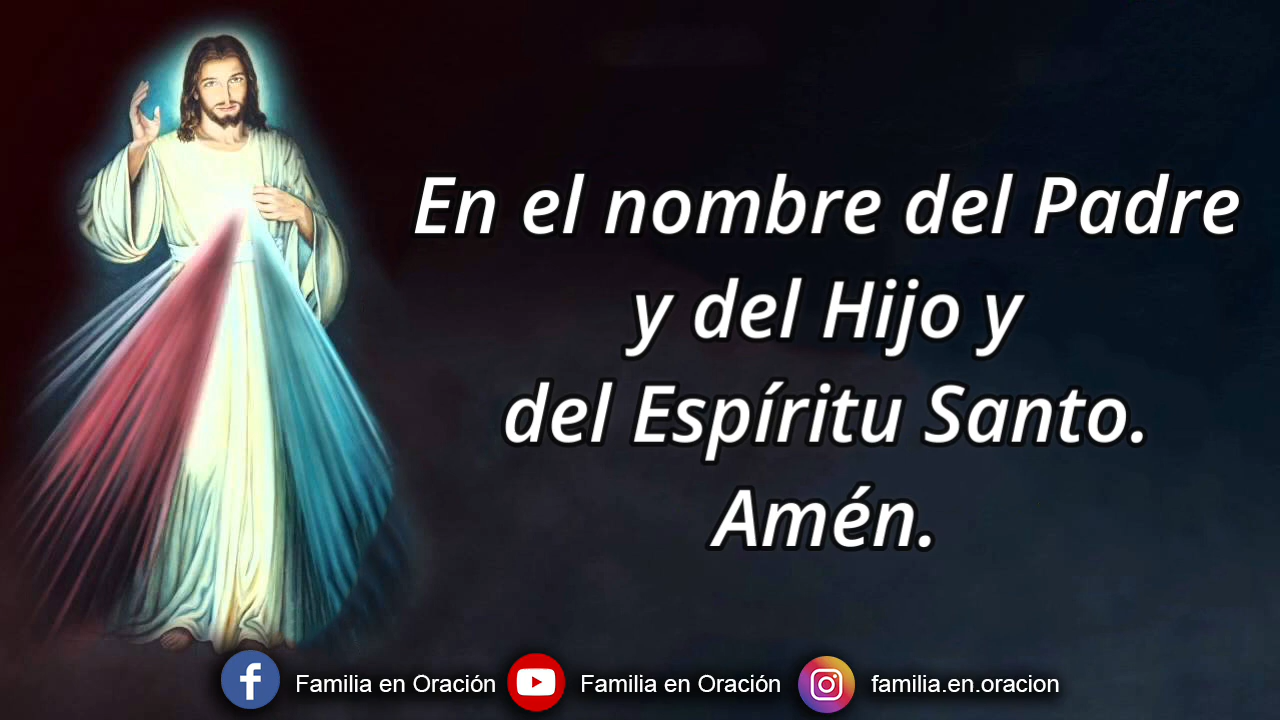 En el nombre del Padre
y del Hijo y
del Espíritu Santo.
Amén.
Familia en Oración Familia en Oración familia.en.oracion